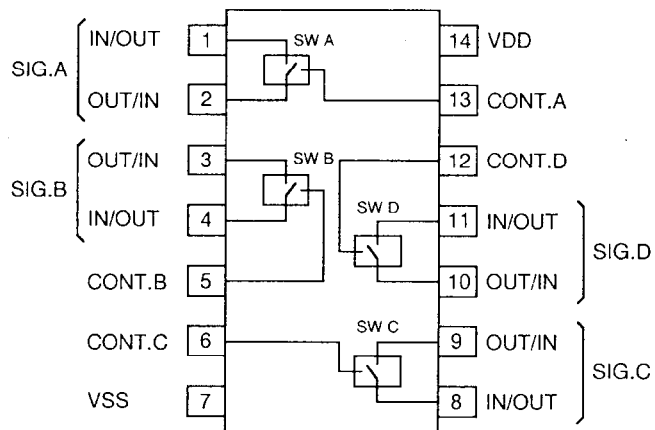 IN/OUT 1 SW A 14 VDD
SIG.A
OUT/IN 2 13 CONT.A
OUT/IN 3 SW B 12 CONT.D
SIG.B
IN/OUT 4 SW D 11 IN/OUT
SIG.D
CONT.B 5 10 OUT/IN
CONT.C 6 SW C 9 OUT/IN
SIG.C
VSS 7 8 IN/OUT